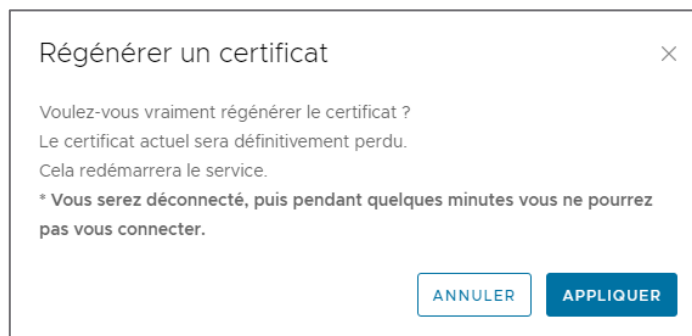 Régénérer un certificat
Voulez-vous vraiment régénérer le certificat ?
Le certificat actuel sera définitivement perdu.
Cela redémarrera le service.
* Vous serez déconnecté, puis pendant quelques minutes vous ne pourrez
pas vous connecter.
ANNULER
APPLIQUER